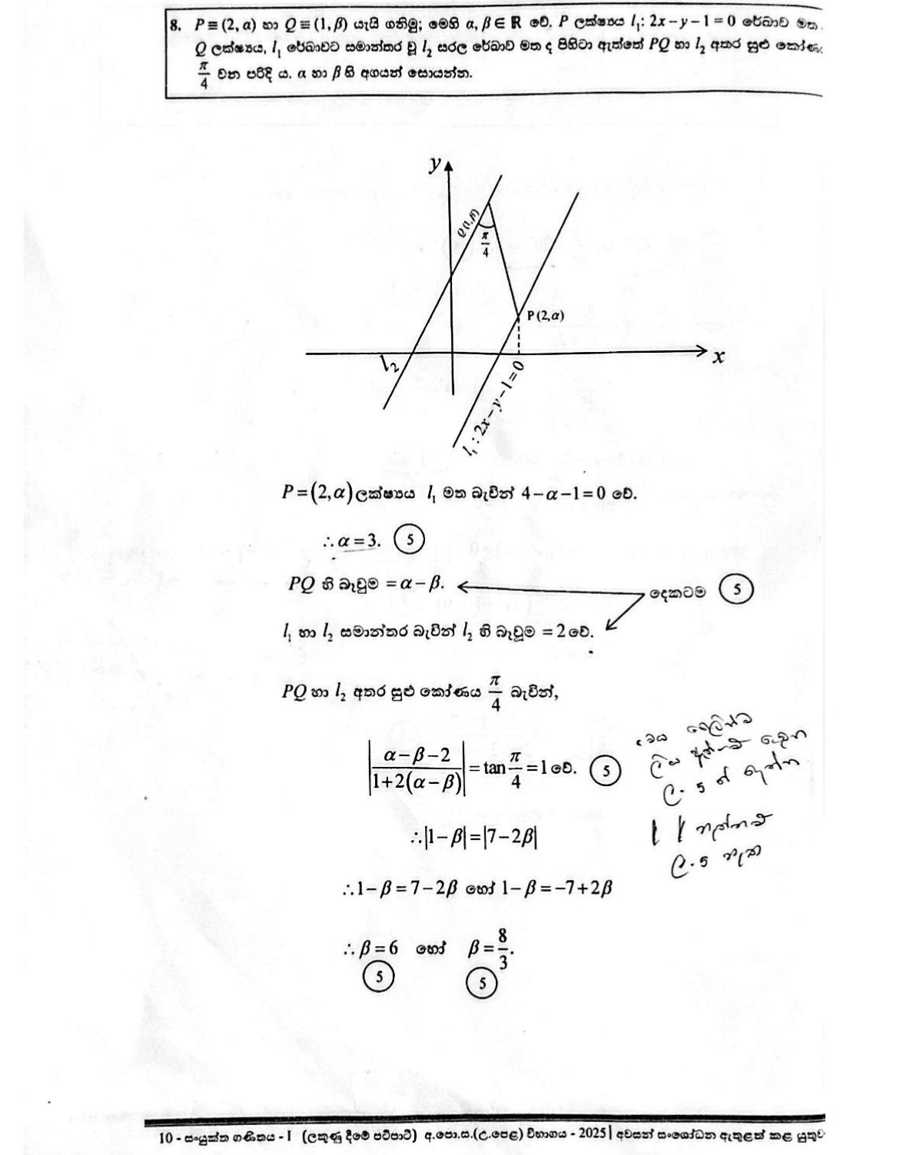 8. P ≡ (2, α) හා Q ≡ (1, β) යැයි ගනිමු; මෙහි α, β ∈ ℝ වේ. P ලක්ෂ්‍යය l₁: 2x − y − 1 = 0 රේඛාව මත
Q ලක්ෂ්‍යය, l₁ රේඛාවට සමාන්තර වූ l₂ සරල රේඛාව මත ද පිහිටා ඇත්තේ PQ හා l₂ අතර සුළු කෝණ
π/4 වන පරිදි ය. α හා β හි අගයන් සොයන්න.
y
Q(1,β)
π/4
P(2,α)
x
l₂
l₁ : 2x − y − 1 = 0
P = (2,α) ලක්ෂ්‍යය l₁ මත බැවින් 4 − α − 1 = 0 වේ.
∴ α = 3. 5
PQ හි බෑවුම = α − β.
දෙකටම 5
l₁ හා l₂ සමාන්තර බැවින් l₂ හි බෑවුම = 2 වේ.
PQ හා l₂ අතර සුළු කෝණය π/4 බැවින්,
|(α − β − 2)/(1 + 2(α − β))| = tan π/4 = 1 වේ. 5
ල. 5
ල. 5 නැත
∴ |1 − β| = |7 − 2β|
∴ 1 − β = 7 − 2β හෝ 1 − β = −7 + 2β
∴ β = 6 හෝ β = 8/3.
5 5
10 - සංයුක්ත ගණිතය - I (ලකුණු දීමේ පටිපාටි) අ.පො.ස.(උ.පෙළ) විභාගය - 2025 | අවසන් සංශෝධන ඇතුළත් කළ යුතුව